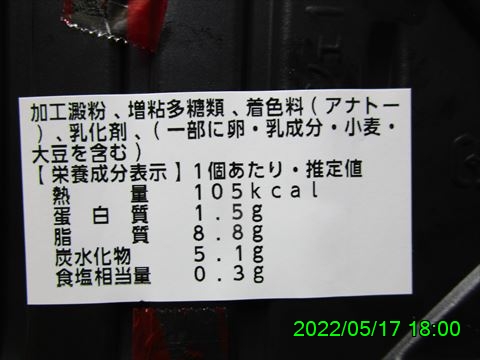 加工澱粉、増粘多糖類、着色料(アナトー
)、乳化剤、(一部に卵・乳成分・小麦・
大豆を含む)
【栄養成分表示】1個あたり・推定値
熱量 105kcal
蛋白質 1.5g
脂質 8.8g
炭水化物 5.1g
食塩相当量 0.3g
2022/05/17 18:00